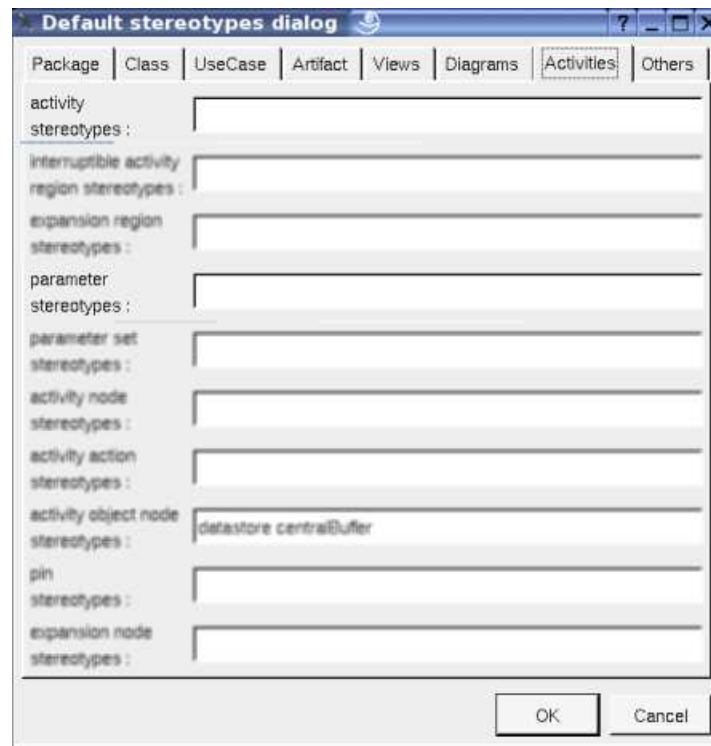 Default stereotypes dialog
Package Class UseCase Artifact Views Diagrams Activities Others
activity
stereotypes :
interruptible activity
region stereotypes :
expansion region
stereotypes :
parameter
stereotypes :
parameter set
stereotypes :
activity node
stereotypes :
activity action
stereotypes :
activity object node
stereotypes :
datastore centralBuffer
pin
stereotypes :
expansion node
stereotypes :
OK Cancel